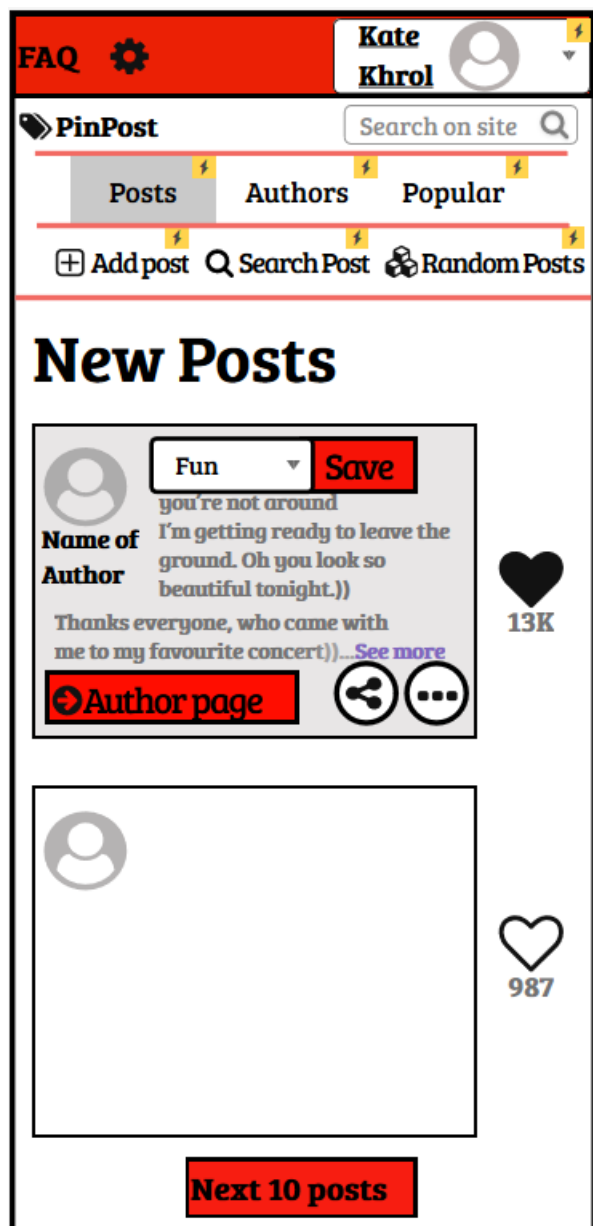 FAQ
Kate
Khrol
PinPost
Search on site
Posts Authors Popular
Add post Search Post Random Posts
New Posts
Fun Save
you're not around
I'm getting ready to leave the
ground. Oh you look so
beautiful tonight.))
Name of
Author
Thanks everyone, who came with
me to my favourite concert))...See more
Author page
13K
987
Next 10 posts